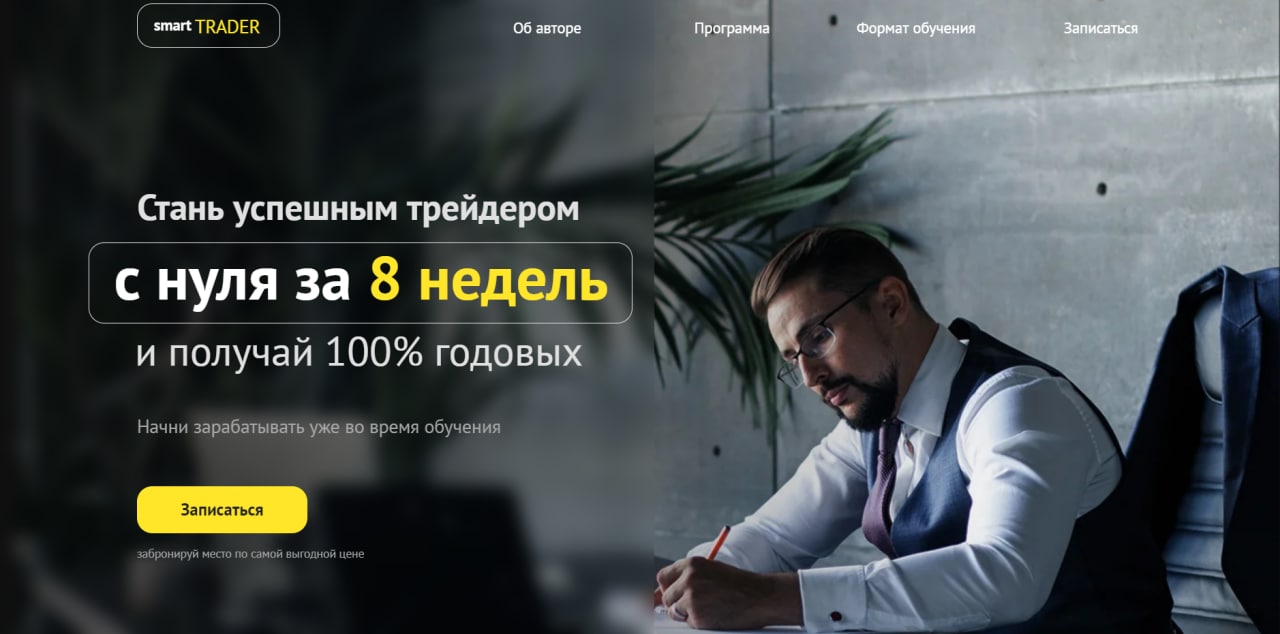 smart TRADER
Об авторе
Программа
Формат обучения
Записаться
Стань успешным трейдером
с нуля за 8 недель
и получай 100% годовых
Начни зарабатывать уже во время обучения
Записаться
забронируй место по самой выгодной цене